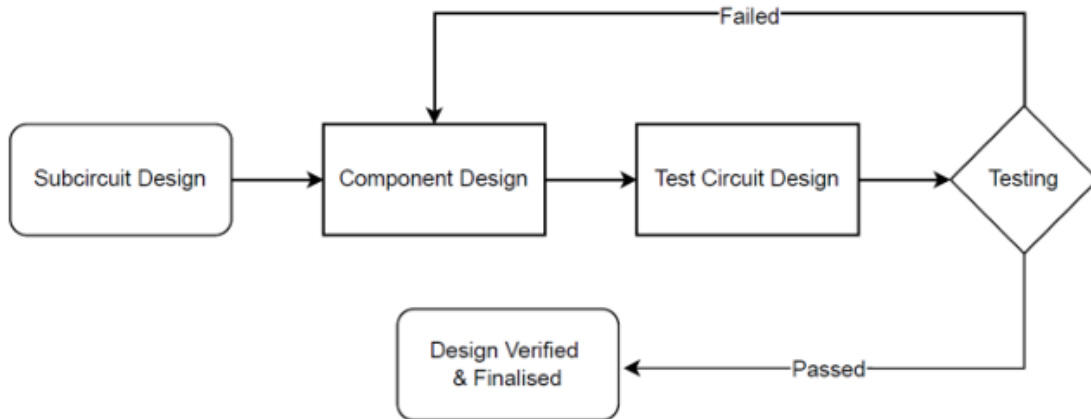 Failed
Subcircuit Design
Component Design
Test Circuit Design
Testing
Design Verified
& Finalised
Passed